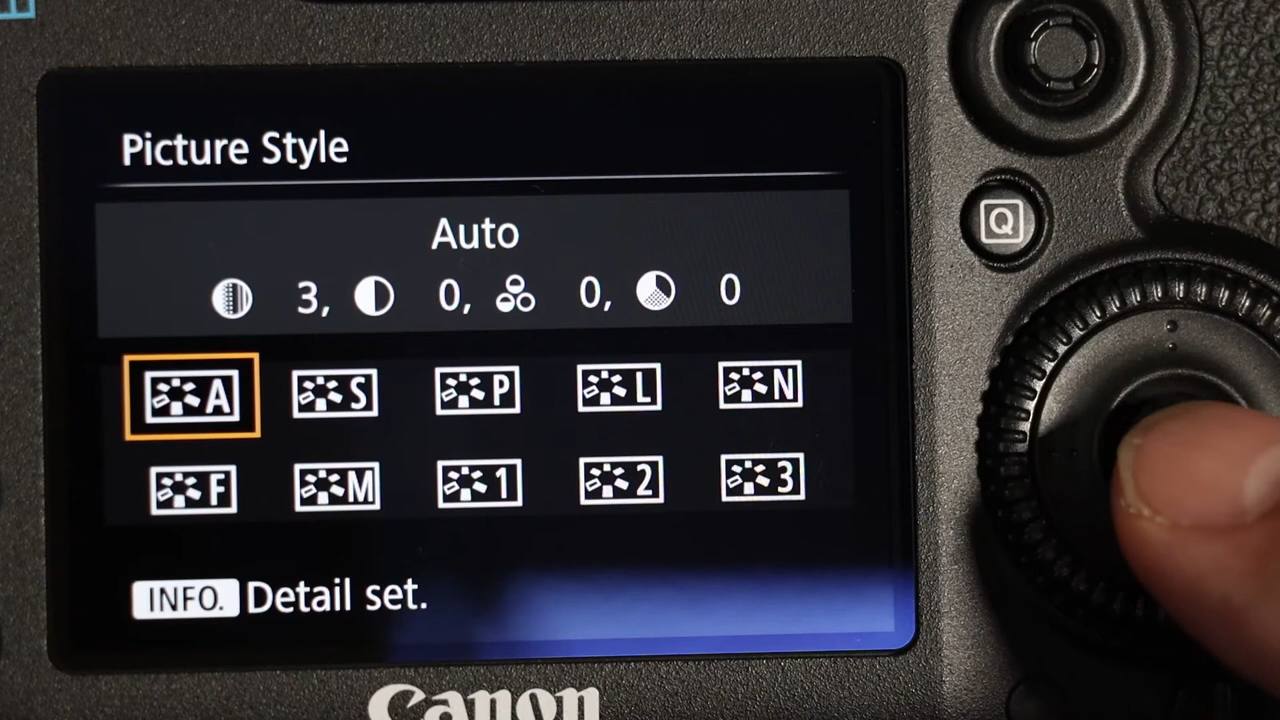 Picture Style
Auto
3, 0, 0, 0
A S P L N
F M 1 2 3
INFO. Detail set.
Canon
Q